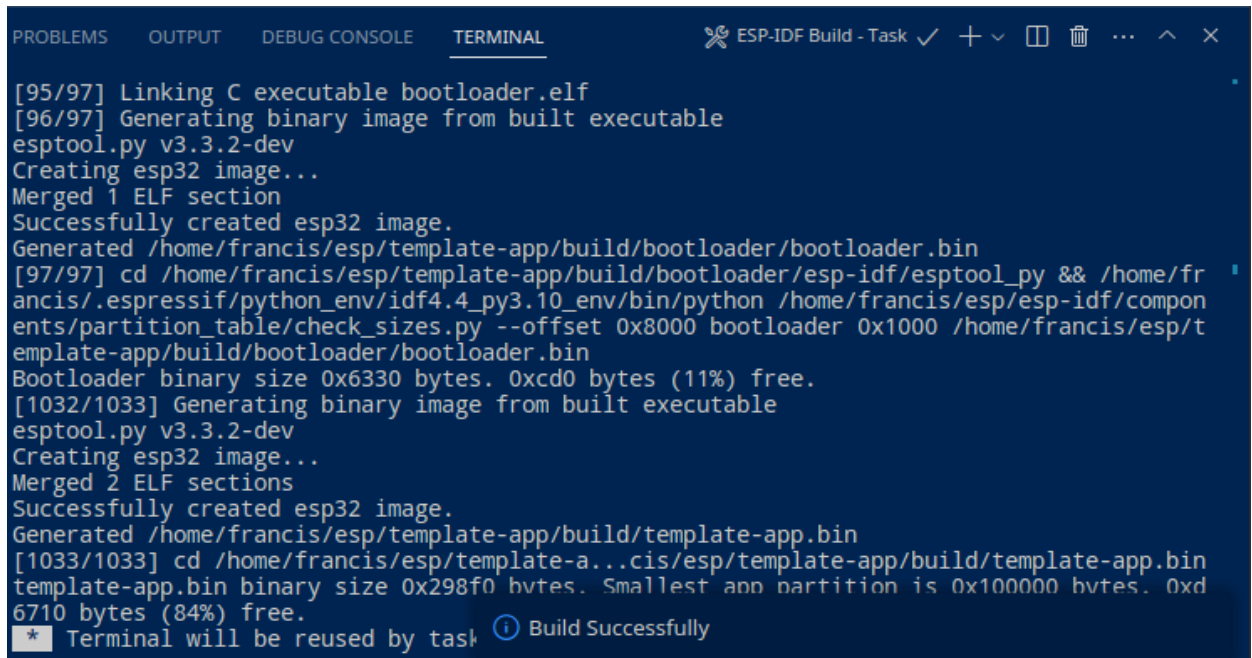 PROBLEMS OUTPUT DEBUG CONSOLE TERMINAL ESP-IDF Build - Task
[95/97] Linking C executable bootloader.elf
[96/97] Generating binary image from built executable
esptool.py v3.3.2-dev
Creating esp32 image...
Merged 1 ELF section
Successfully created esp32 image.
Generated /home/francis/esp/template-app/build/bootloader/bootloader.bin
[97/97] cd /home/francis/esp/template-app/build/bootloader/esp-idf/esptool_py && /home/fr
ancis/.espressif/python_env/idf4.4_py3.10_env/bin/python /home/francis/esp/esp-idf/compon
ents/partition_table/check_sizes.py --offset 0x8000 bootloader 0x1000 /home/francis/esp/t
emplate-app/build/bootloader/bootloader.bin
Bootloader binary size 0x6330 bytes. 0xcd0 bytes (11%) free.
[1032/1033] Generating binary image from built executable
esptool.py v3.3.2-dev
Creating esp32 image...
Merged 2 ELF sections
Successfully created esp32 image.
Generated /home/francis/esp/template-app/build/template-app.bin
[1033/1033] cd /home/francis/esp/template-a...cis/esp/template-app/build/template-app.bin
template-app.bin binary size 0x298f0 bytes. Smallest app partition is 0x100000 bytes. 0xd
6710 bytes (84%) free.
* Terminal will be reused by task
Build Successfully